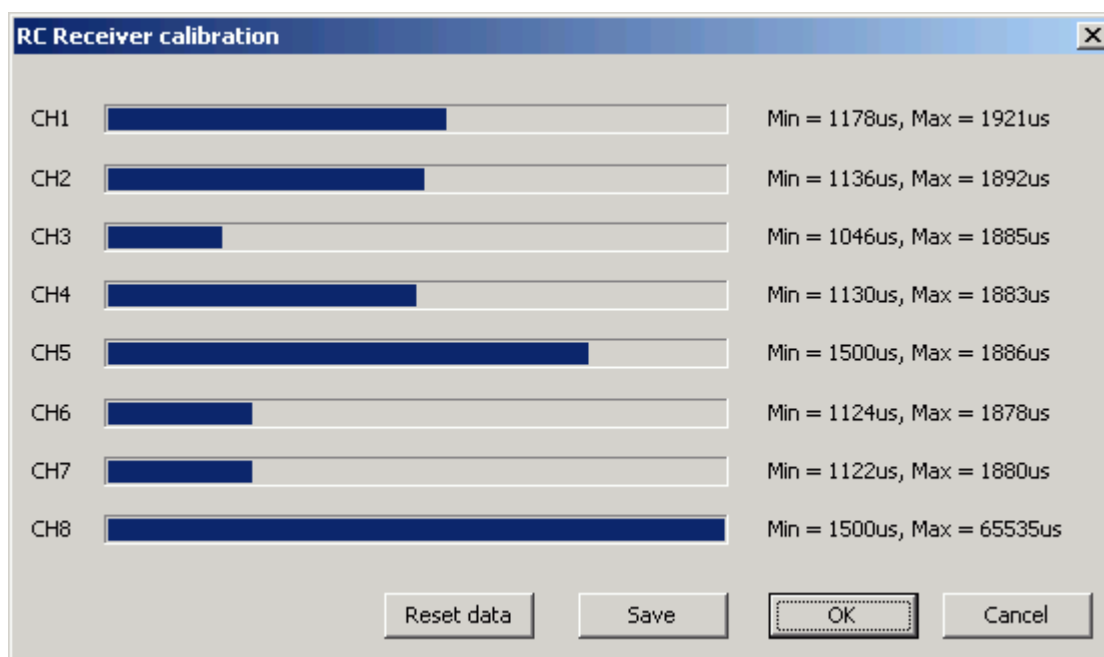 RC Receiver calibration
CH1 Min = 1178us, Max = 1921us
CH2 Min = 1136us, Max = 1892us
CH3 Min = 1046us, Max = 1885us
CH4 Min = 1130us, Max = 1883us
CH5 Min = 1500us, Max = 1886us
CH6 Min = 1124us, Max = 1878us
CH7 Min = 1122us, Max = 1880us
CH8 Min = 1500us, Max = 65535us
Reset data Save OK Cancel